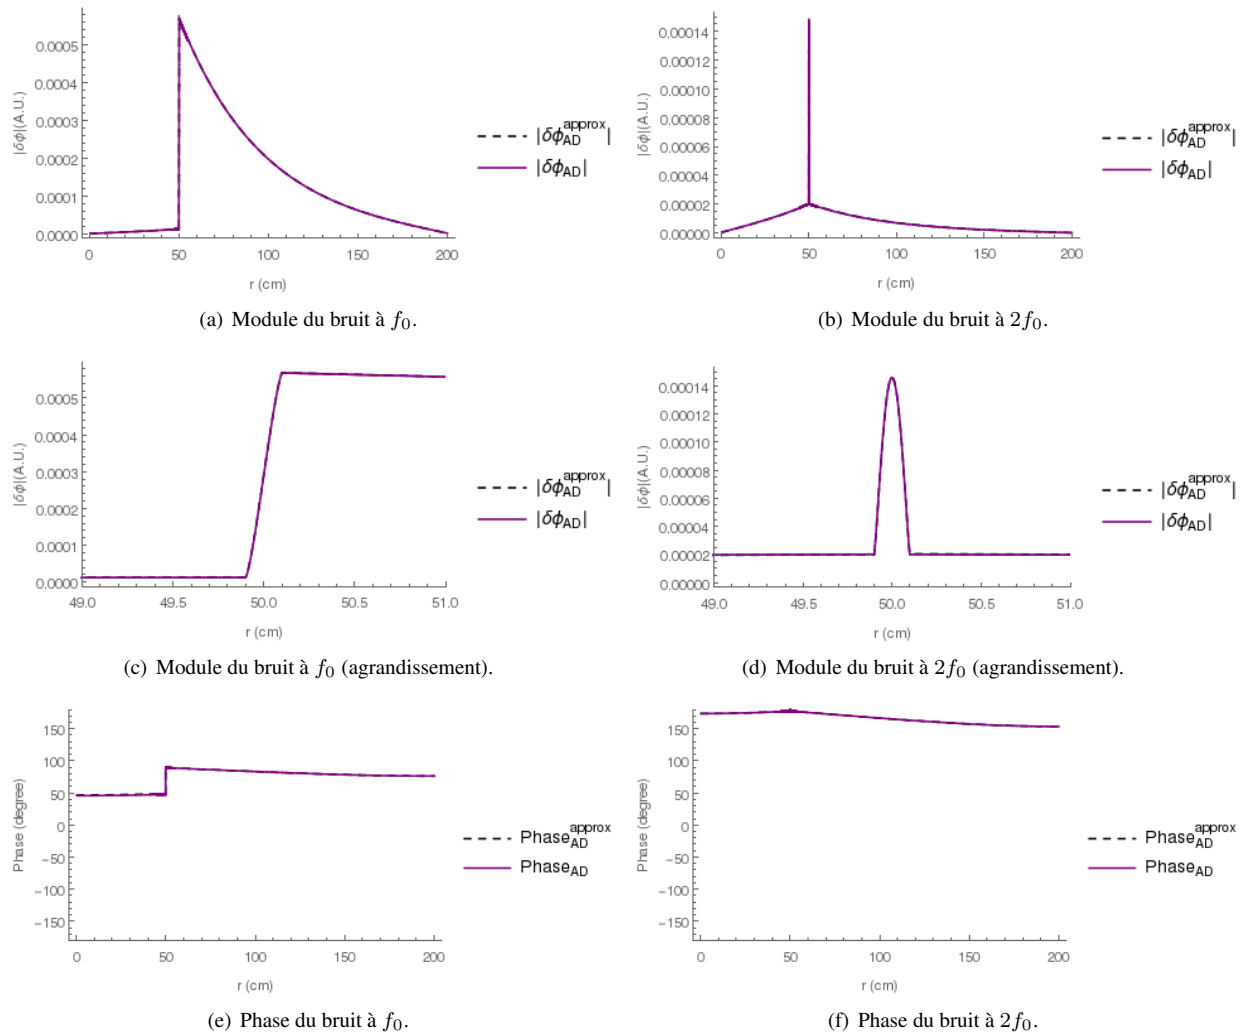 |δϕ|(A.U.)
0.0005
0.0004
0.0003
0.0002
0.0001
0.0000
0 50 100 150 200
r (cm)
|δϕ_AD^approx|
|δϕ_AD|
(a) Module du bruit à f₀.
|δϕ|(A.U.)
0.00014
0.00012
0.00010
0.00008
0.00006
0.00004
0.00002
0.00000
0 50 100 150 200
r (cm)
|δϕ_AD^approx|
|δϕ_AD|
(b) Module du bruit à 2f₀.
|δϕ|(A.U.)
0.0005
0.0004
0.0003
0.0002
0.0001
0.0000
49.0 49.5 50.0 50.5 51.0
r (cm)
|δϕ_AD^approx|
|δϕ_AD|
(c) Module du bruit à f₀ (agrandissement).
|δϕ|(A.U.)
0.00014
0.00012
0.00010
0.00008
0.00006
0.00004
0.00002
0.00000
49.0 49.5 50.0 50.5 51.0
r (cm)
|δϕ_AD^approx|
|δϕ_AD|
(d) Module du bruit à 2f₀ (agrandissement).
Phase (degree)
150
100
50
0
−50
−100
−150
0 50 100 150 200
r (cm)
Phase_AD^approx
Phase_AD
(e) Phase du bruit à f₀.
Phase (degree)
150
100
50
0
−50
−100
−150
0 50 100 150 200
r (cm)
Phase_AD^approx
Phase_AD
(f) Phase du bruit à 2f₀.